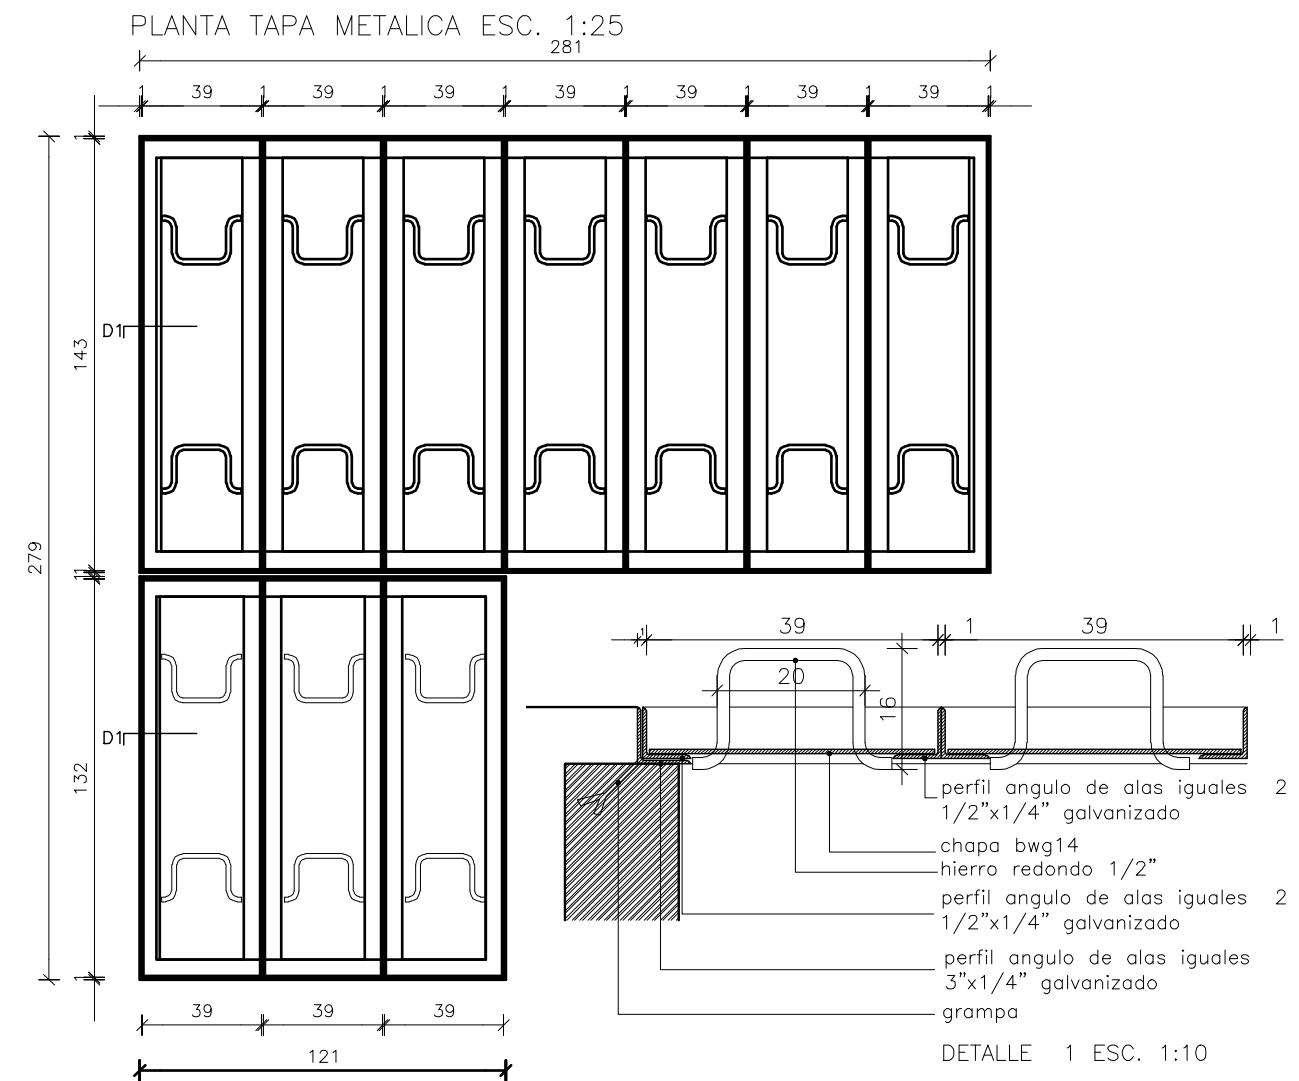 PLANTA TAPA METALICA ESC. 1:25
281
1 39 1 39 1 39 1 39 1 39 1 39 1 39 1
1
D1
143
279
1
D1
132
1
39 39 39
121
1 39 1 39 1
20
16
perfil angulo de alas iguales 2
1/2"x1/4" galvanizado
chapa bwg14
hierro redondo 1/2"
perfil angulo de alas iguales 2
1/2"x1/4" galvanizado
perfil angulo de alas iguales
3"x1/4" galvanizado
grampa
DETALLE 1 ESC. 1:10